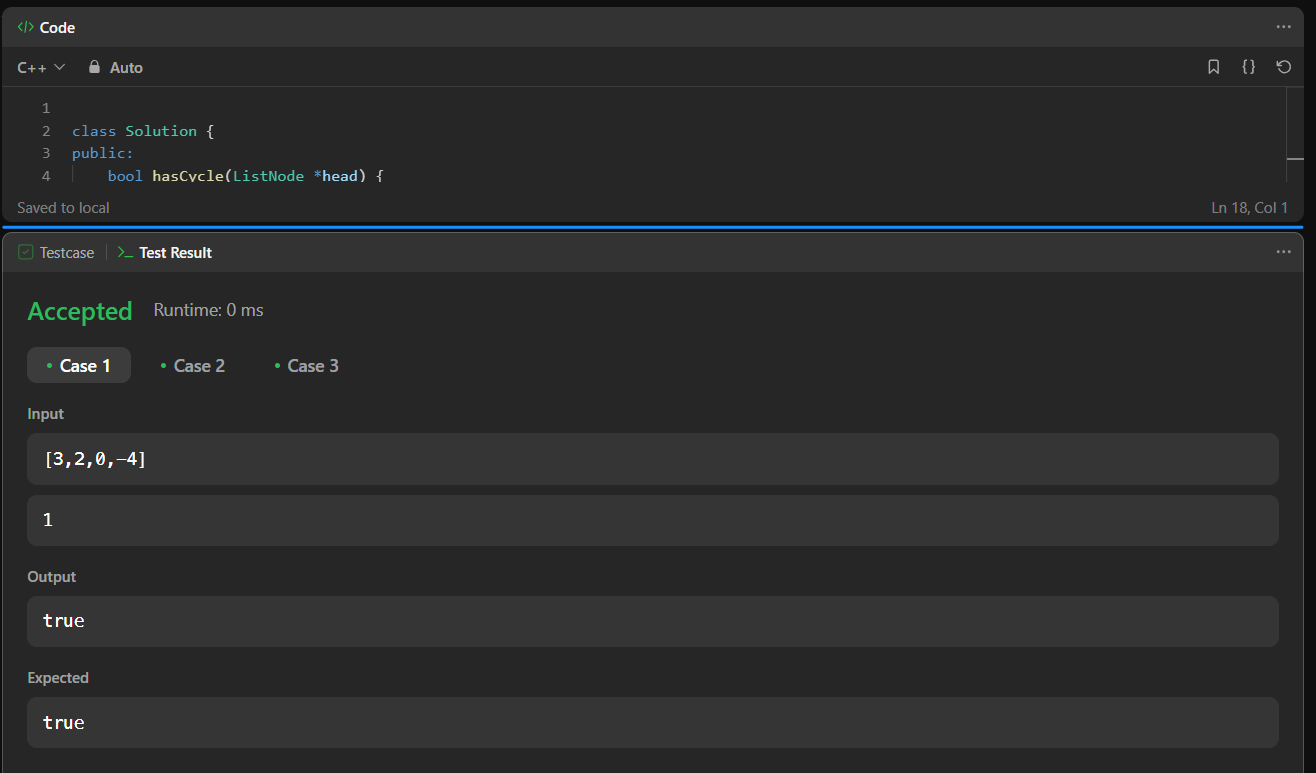 </> Code
C++ Auto {}
1
2 class Solution {
3 public:
4 bool hasCycle(ListNode *head) {
Saved to local Ln 18, Col 1
Testcase >_ Test Result
Accepted Runtime: 0 ms
• Case 1 • Case 2 • Case 3
Input
[3,2,0,-4]
1
Output
true
Expected
true